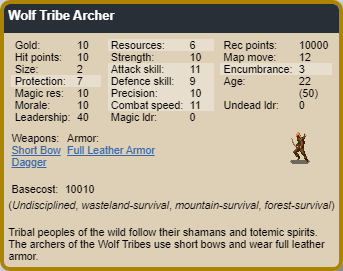 Wolf Tribe Archer
Gold: 10 Resources: 6 Rec points: 10000
Hit points: 10 Strength: 10 Map move: 12
Size: 2 Attack skill: 11 Encumbrance: 3
Protection: 7 Defence skill: 9 Age: 22
Magic res: 10 Precision: 10 (50)
Morale: 10 Combat speed: 11 Undead ldr: 0
Leadership: 40 Magic ldr: 0
Weapons: Armor:
Short Bow Full Leather Armor
Dagger
Basecost: 10010
(Undisciplined, wasteland-survival, mountain-survival, forest-survival)
Tribal peoples of the wild follow their shamans and totemic spirits.
The archers of the Wolf Tribes use short bows and wear full leather
armor.